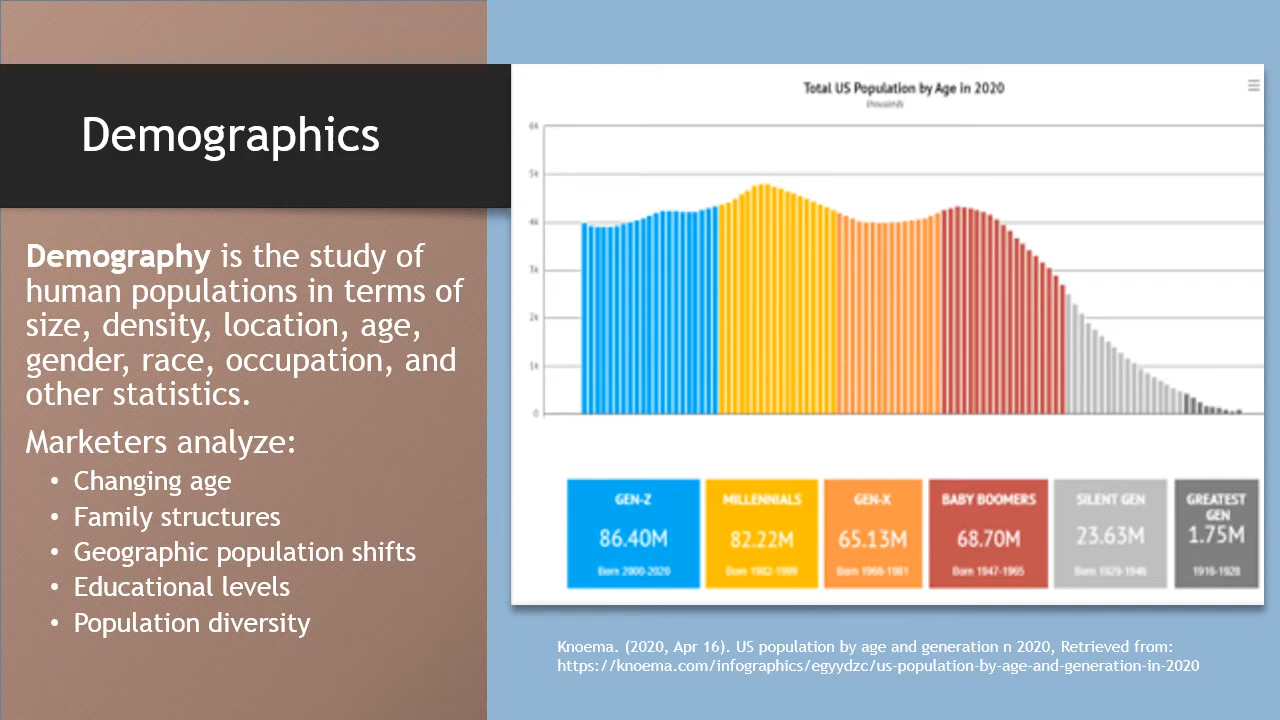 Demographics
Demography is the study of
human populations in terms of
size, density, location, age,
gender, race, occupation, and
other statistics.
Marketers analyze:
• Changing age
• Family structures
• Geographic population shifts
• Educational levels
• Population diversity
Total US Population by Age in 2020
thousands
6k
5k
4k
3k
2k
1k
0
GEN-Z
86.40M
Born 2000-2020
MILLENNIALS
82.22M
Born 1982-1999
GEN-X
65.13M
Born 1966-1981
BABY BOOMERS
68.70M
Born 1947-1965
SILENT GEN
23.63M
Born 1929-1946
GREATEST
GEN
1.75M
1916-1928
Knoema. (2020, Apr 16). US population by age and generation n 2020, Retrieved from:
https://knoema.com/infographics/egyydzc/us-population-by-age-and-generation-in-2020